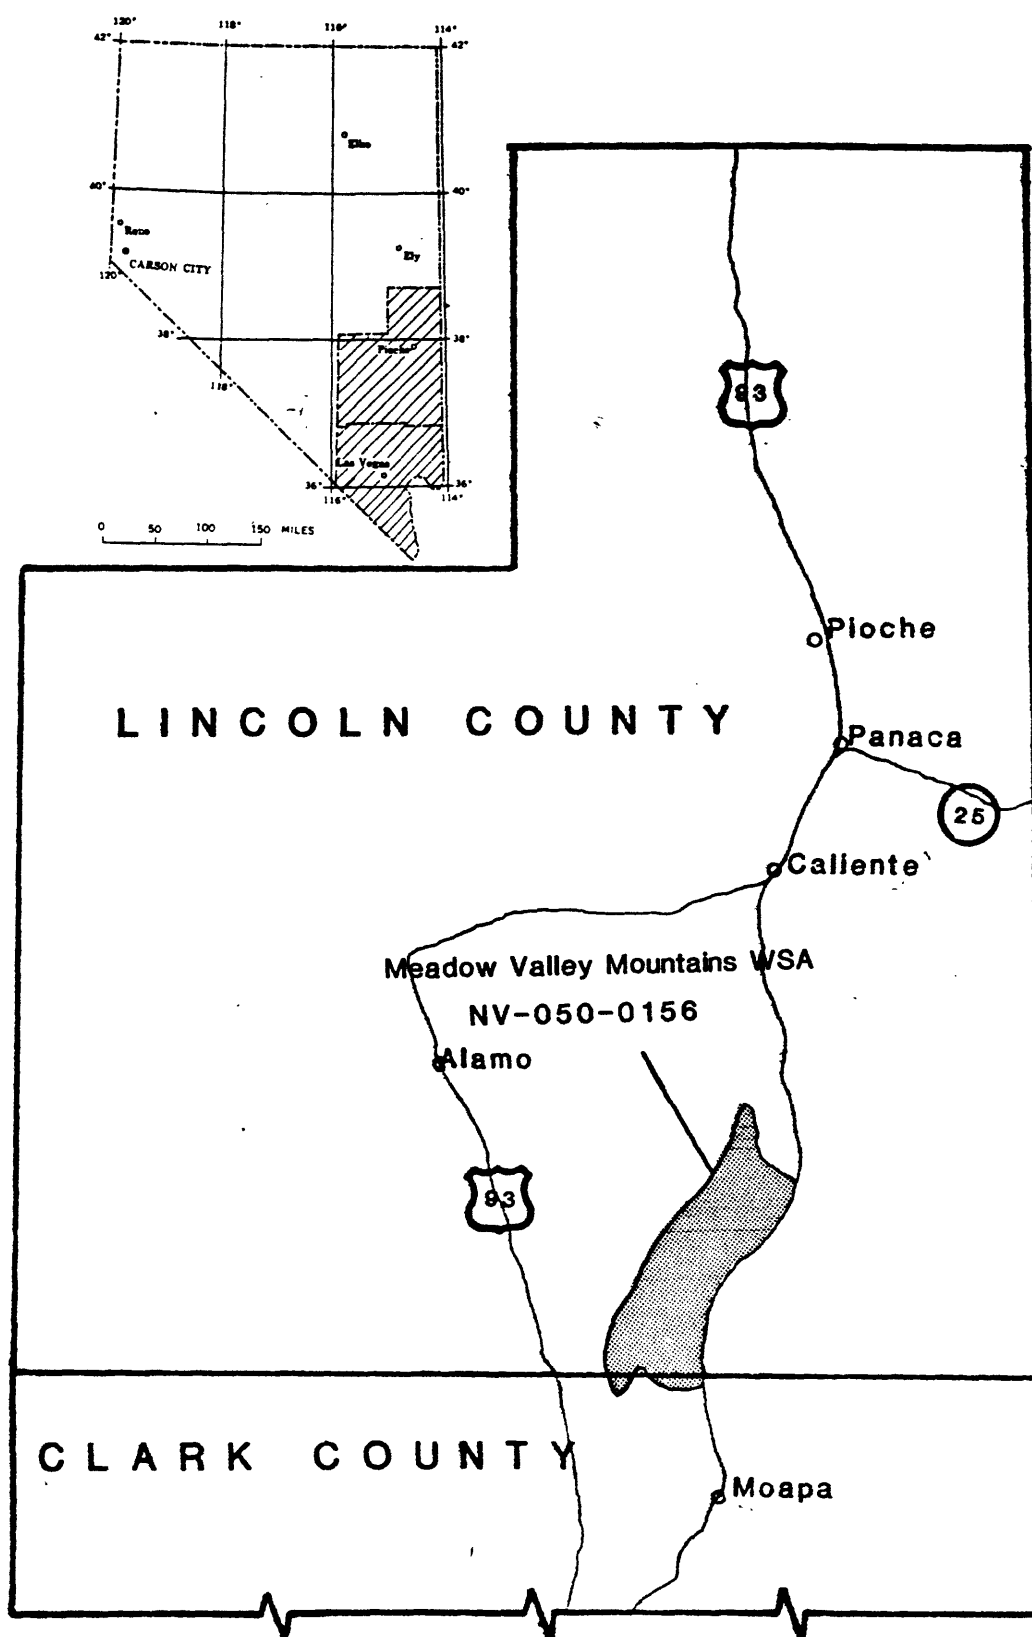 120° 118° 116° 114°
42° 42°
Elko
40° 40°
Reno
Ely
CARSON CITY
120°
38° 38°
Pioche
118°
Las Vegas
36° 36°
116° 114°
0 50 100 150 MILES
93
Pioche
LINCOLN COUNTY
Panaca
25
Caliente
Meadow Valley Mountains WSA
NV-050-0156
Alamo
93
CLARK COUNTY
Moapa